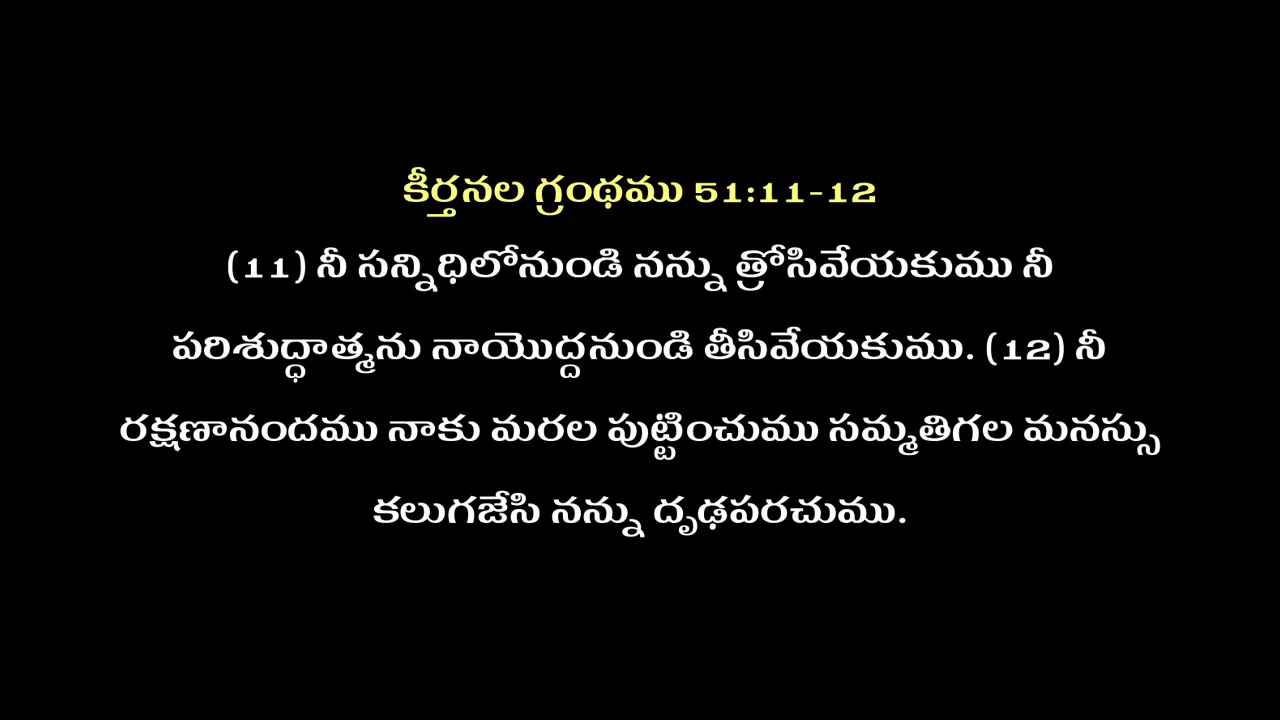 కీర్తనల గ్రంథము 51:11-12
(11) నీ సన్నిధిలోనుండి నన్ను త్రోసివేయకుము నీ
పరిశుద్ధాత్మను నాయొద్దనుండి తీసివేయకుము. (12) నీ
రక్షణానందము నాకు మరల పుట్టించుము సమ్మతిగల మనస్సు
కలుగజేసి నన్ను దృఢపరచుము.